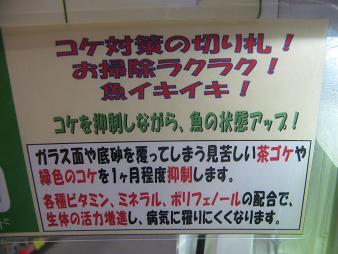 コケ対策の切り札！
お掃除ラクラク！
魚イキイキ！
コケを抑制しながら、魚の状態アップ！
ガラス面や底砂を覆ってしまう見苦しい茶ゴケや
緑色のコケを1ヶ月程度抑制します。
各種ビタミン、ミネラル、ポリフェノールの配合で、
生体の活力増進し、病気に罹りにくくなります。